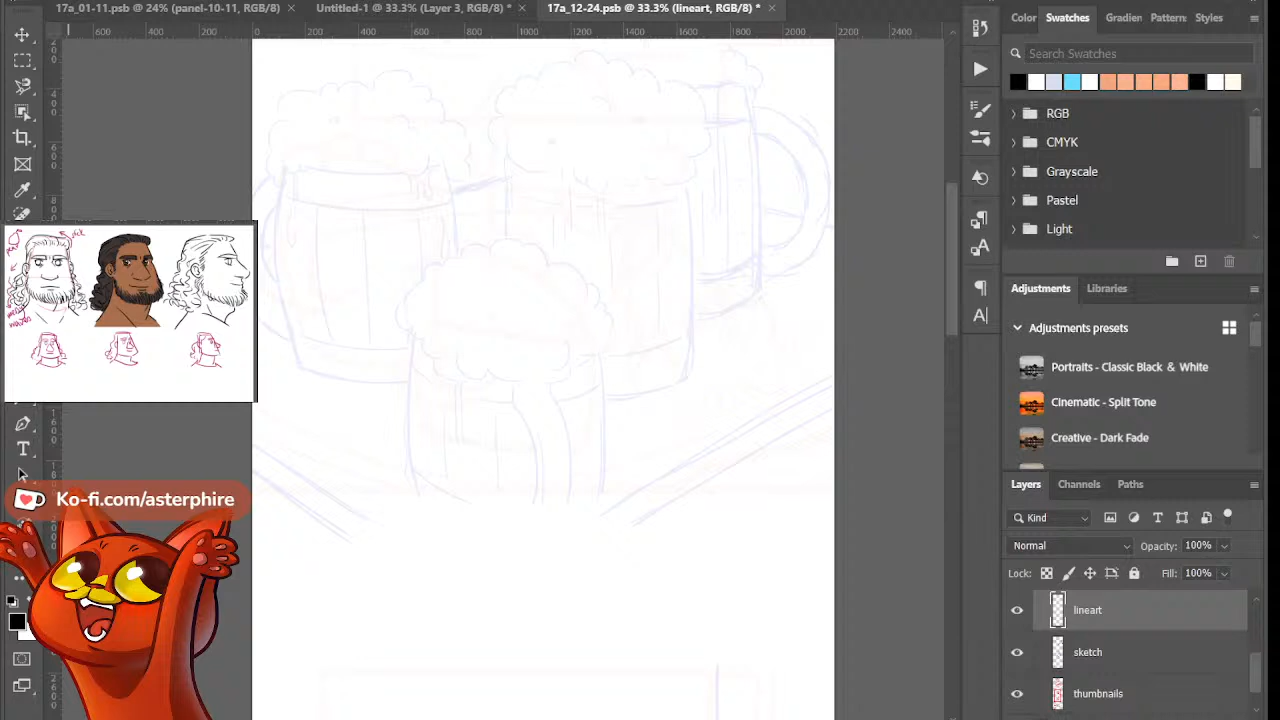 17a_01-11.psb @ 24% (panel-10-11, RGB/8) × Untitled-1 @ 33.3% (Layer 3, RGB/8) * × 17a_12-24.psb @ 33.3% (lineart, RGB/8) * ×
600 400 200 0 200 400 600 800 1000 1200 1400 1600 1800 2000 2200 2400
Color Swatches Gradien Pattern: Styles
Search Swatches
RGB
CMYK
Grayscale
Pastel
Light
Adjustments Libraries
Adjustments presets
Portraits - Classic Black & White
Cinematic - Split Tone
Creative - Dark Fade
Layers Channels Paths
Kind
Normal Opacity: 100%
Lock: Fill: 100%
lineart
sketch
thumbnails
Ko-fi.com/asterphire